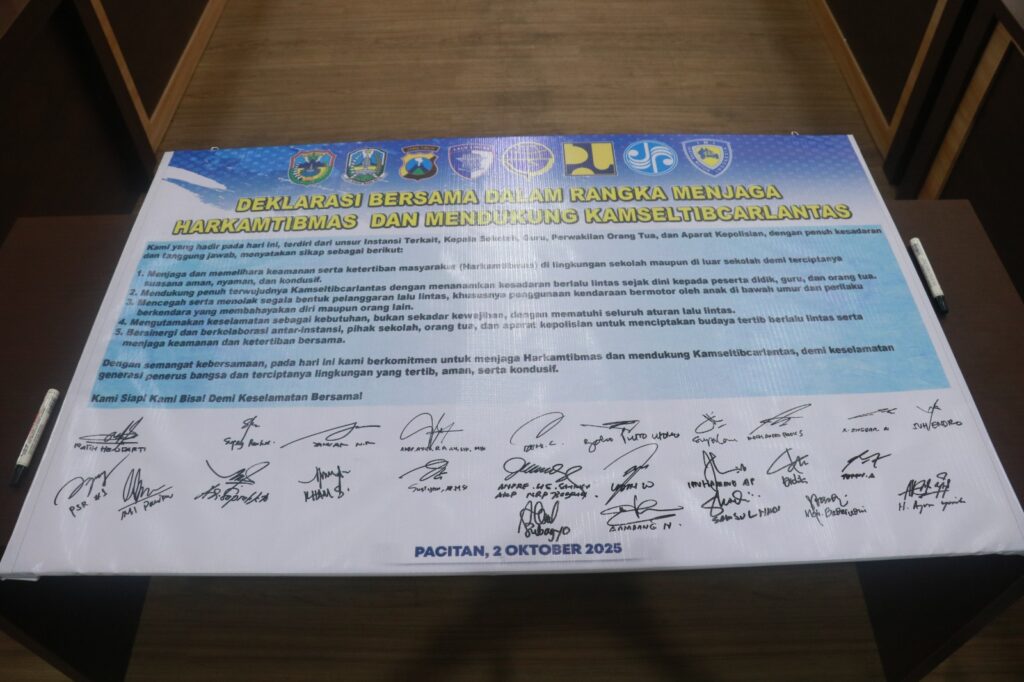 DEKLARASI BERSAMA DALAM RANGKA MENJAGA
HARKAMTIBMAS DAN MENDUKUNG KAMSELTIBCARLANTAS
Kami yang hadir pada hari ini, terdiri dari unsur Instansi Terkait, Kepala Sekolah, Guru, Perwakilan Orang Tua, dan Aparat Kepolisian, dengan penuh kesadaran
dan tanggung jawab, menyatakan sikap sebagai berikut:
1. Menjaga dan memelihara keamanan serta ketertiban masyarakat (Harkamtibmas) di lingkungan sekolah maupun di luar sekolah demi terciptanya
suasana aman, nyaman, dan kondusif.
2. Mendukung penuh terwujudnya Kamseltibcarlantas dengan menanamkan kesadaran berlalu lintas sejak dini kepada peserta didik, guru, dan orang tua.
3. Mencegah serta menolak segala bentuk pelanggaran lalu lintas, khususnya penggunaan kendaraan bermotor oleh anak di bawah umur dan perilaku
berkendara yang membahayakan diri maupun orang lain.
4. Mengutamakan keselamatan sebagai kebutuhan, bukan sekadar kewajiban, dengan mematuhi seluruh aturan lalu lintas.
5. Bersinergi dan berkolaborasi antar-instansi, pihak sekolah, orang tua, dan aparat kepolisian untuk menciptakan budaya tertib berlalu lintas serta
menjaga keamanan dan ketertiban bersama.
Dengan semangat kebersamaan, pada hari ini kami berkomitmen untuk menjaga Harkamtibmas dan mendukung Kamseltibcarlantas, demi keselamatan
generasi penerus bangsa dan terciptanya lingkungan yang tertib, aman, serta kondusif.
Kami Siap! Kami Bisa! Demi Keselamatan Bersama!
SUHENDRO
PSR
BAMBANG N.
Subagyo
PACITAN, 2 OKTOBER 2025